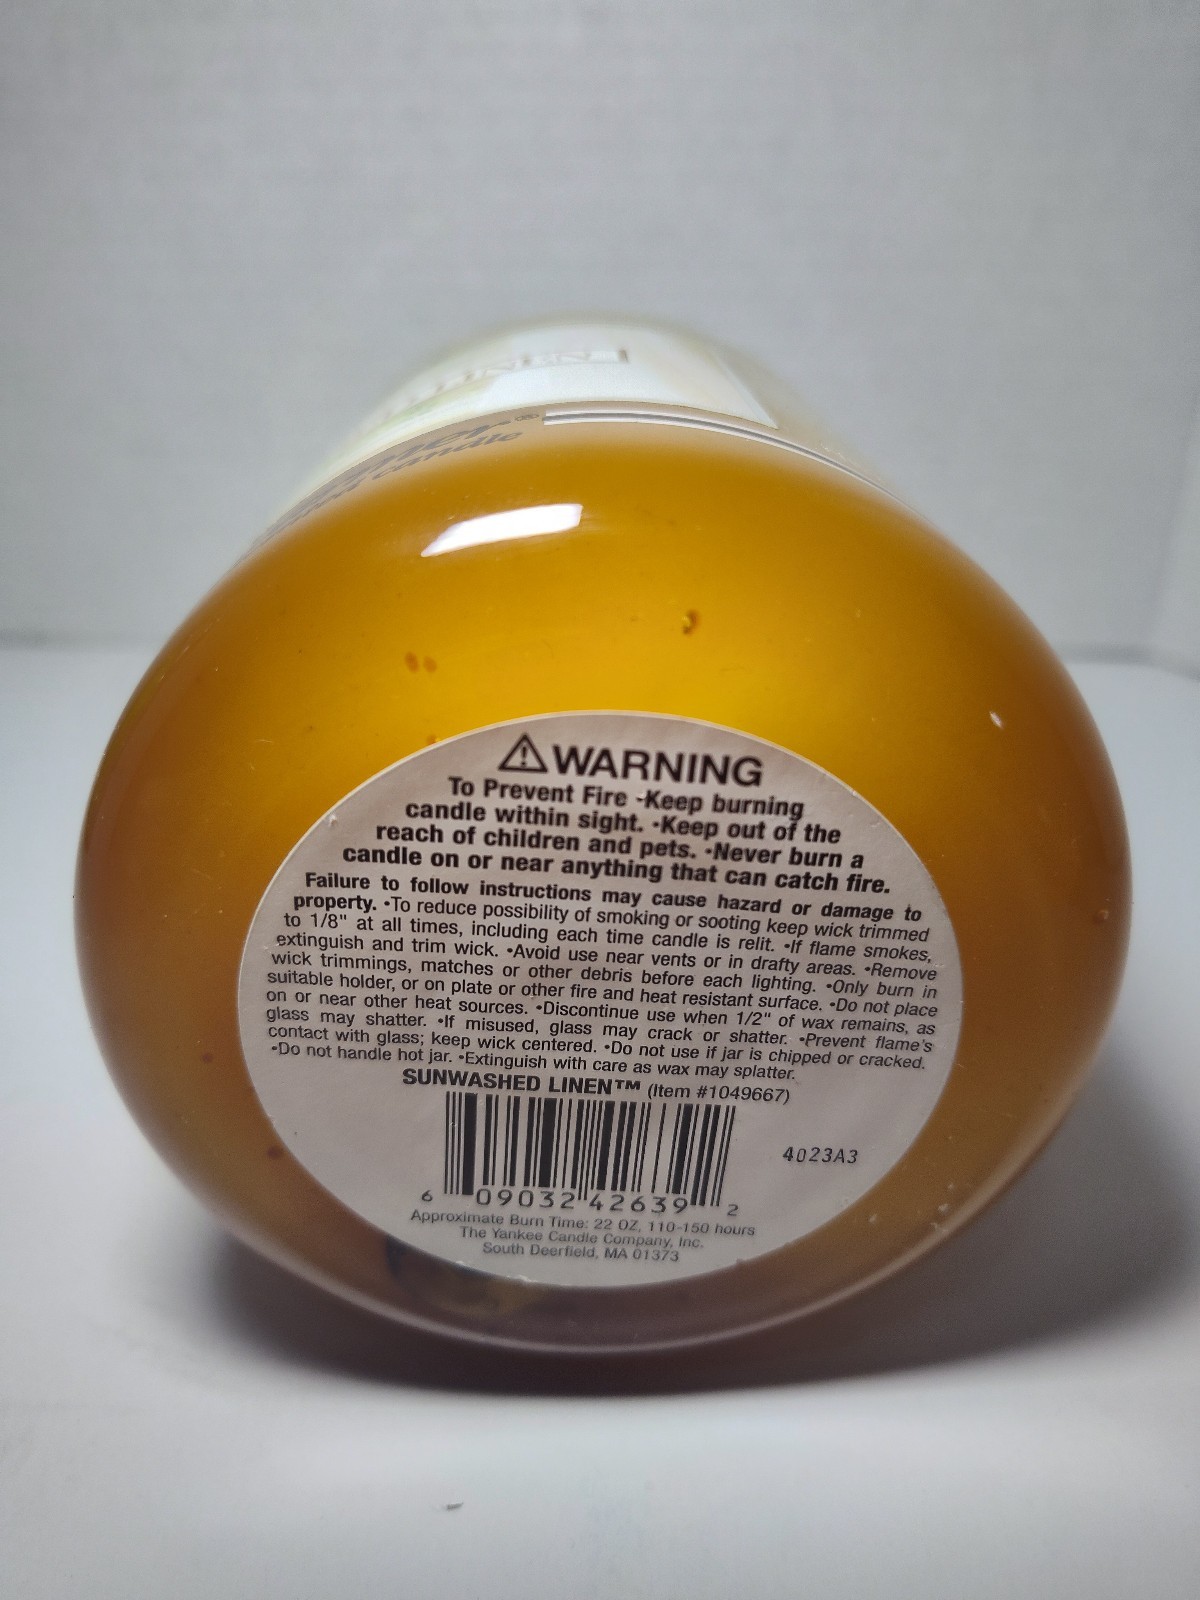 ®
candle
⚠WARNING
To Prevent Fire •Keep burning
candle within sight. •Keep out of the
reach of children and pets. •Never burn a
candle on or near anything that can catch fire.
Failure to follow instructions may cause hazard or damage to
property. •To reduce possibility of smoking or sooting keep wick trimmed
to 1/8" at all times, including each time candle is relit. •If flame smokes,
extinguish and trim wick. •Avoid use near vents or in drafty areas. •Remove
wick trimmings, matches or other debris before each lighting. •Only burn in
suitable holder, or on plate or other fire and heat resistant surface. •Do not place
on or near other heat sources. •Discontinue use when 1/2" of wax remains, as
glass may shatter. •If misused, glass may crack or shatter. •Prevent flame's
contact with glass; keep wick centered. •Do not use if jar is chipped or cracked.
•Do not handle hot jar. •Extinguish with care as wax may splatter.
SUNWASHED LINEN™ (Item #1049667)
4023A3
6 09032 42639 2
Approximate Burn Time: 22 OZ, 110-150 hours
The Yankee Candle Company, Inc.
South Deerfield, MA 01373